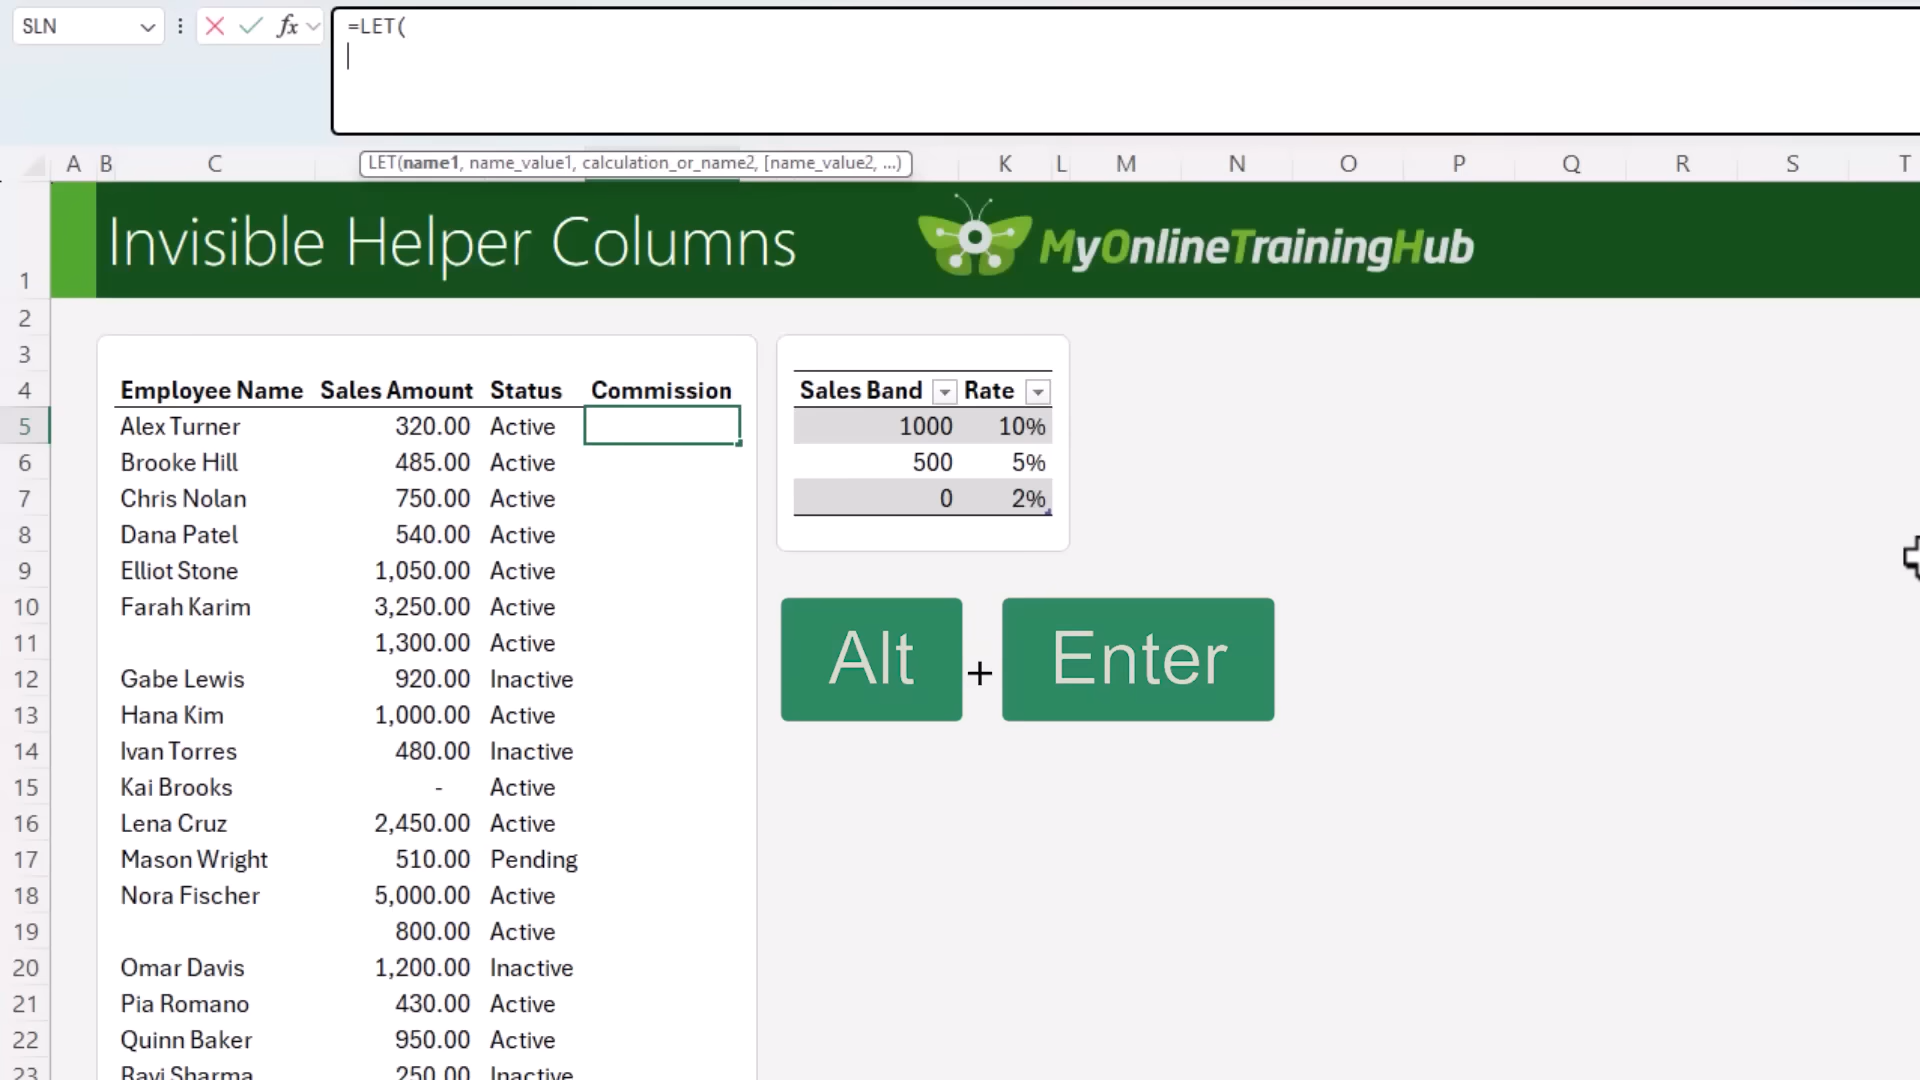 SLN
fx
=LET(
A B C K L M N O P Q R S T
LET(name1, name_value1, calculation_or_name2, [name_value2, ...)
1 Invisible Helper Columns MyOnlineTrainingHub
2
3
4 Employee Name Sales Amount Status Commission Sales Band Rate
5 Alex Turner 320.00 Active 1000 10%
6 Brooke Hill 485.00 Active 500 5%
7 Chris Nolan 750.00 Active 0 2%
8 Dana Patel 540.00 Active
9 Elliot Stone 1,050.00 Active
10 Farah Karim 3,250.00 Active
11 1,300.00 Active
Alt + Enter
12 Gabe Lewis 920.00 Inactive
13 Hana Kim 1,000.00 Active
14 Ivan Torres 480.00 Inactive
15 Kai Brooks - Active
16 Lena Cruz 2,450.00 Active
17 Mason Wright 510.00 Pending
18 Nora Fischer 5,000.00 Active
19 800.00 Active
20 Omar Davis 1,200.00 Inactive
21 Pia Romano 430.00 Active
22 Quinn Baker 950.00 Active
23 Ravi Sharma 250.00 Inactive